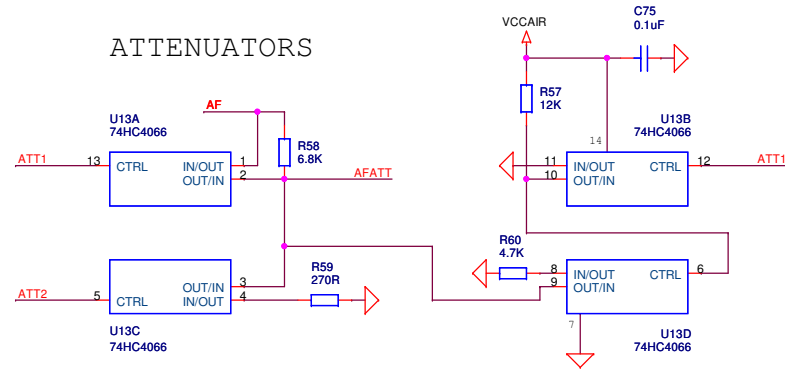 ATTENUATORS
VCCAIR
C75
0.1uF
R57
12K
AF
U13A
74HC4066
R58
6.8K
U13B
74HC4066
14
ATT1
13
CTRL
IN/OUT
OUT/IN
1
2
AFATT
11
10
IN/OUT
OUT/IN
CTRL
12
ATT1
R60
4.7K
R59
270R
ATT2
5
CTRL
OUT/IN
IN/OUT
3
4
8
9
IN/OUT
OUT/IN
CTRL
6
7
U13C
74HC4066
U13D
74HC4066